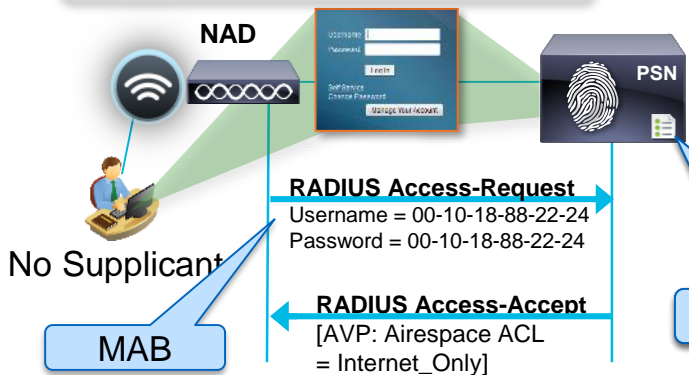 NAD
Username:
Password:
Log In
Self Service
Change Password
Manage Your Account
PSN
RADIUS Access-Request
Username = 00-10-18-88-22-24
Password = 00-10-18-88-22-24
No Supplicant
RADIUS Access-Accept
[AVP: Airespace ACL
= Internet_Only]
MAB